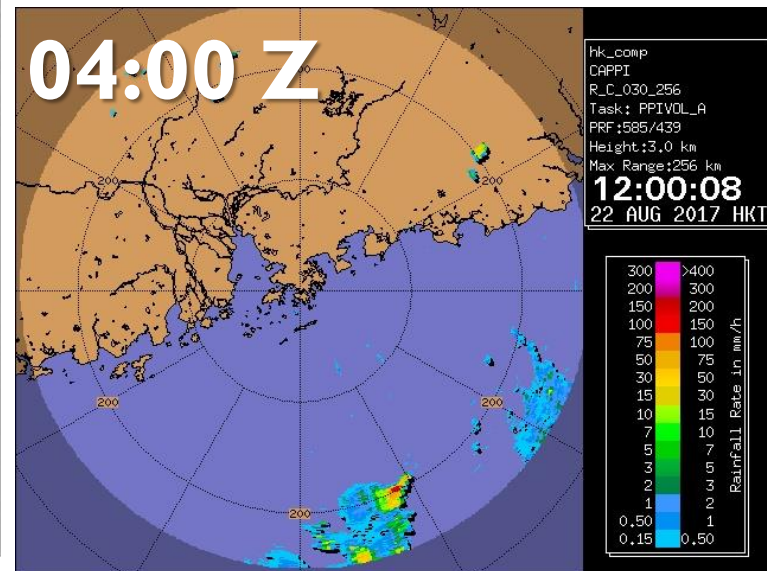 04:00 Z
hk_comp
CAPPI
R_C_030_256
Task: PPIVOL_A
PRF:585/439
Height:3.0 km
Max Range:256 km
12:00:08
22 AUG 2017 HKT
200
200
200
200
200
300 >400
200 300
150 200
100 150
75 100
50 75
30 50
15 30
10 15
7 10
5 7
3 5
2 3
1 2
0.50 1
0.15 0.50
Rainfall Rate in mm/h